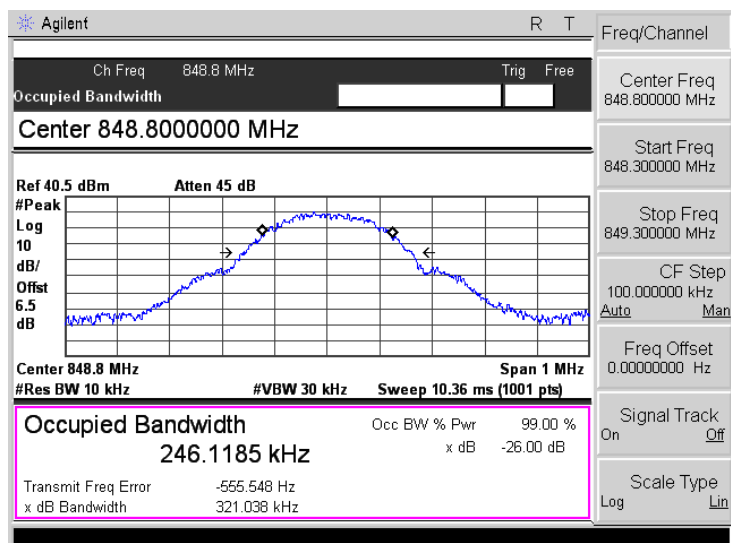 Agilent R T
Ch Freq 848.8 MHz Trig Free
Occupied Bandwidth
Center 848.8000000 MHz
Ref 40.5 dBm Atten 45 dB
#Peak
Log
10
dB/
Offst
6.5
dB
Center 848.8 MHz Span 1 MHz
#Res BW 10 kHz #VBW 30 kHz Sweep 10.36 ms (1001 pts)
Occupied Bandwidth Occ BW % Pwr 99.00 %
246.1185 kHz x dB -26.00 dB
Transmit Freq Error -555.548 Hz
x dB Bandwidth 321.038 kHz
Freq/Channel
Center Freq
848.800000 MHz
Start Freq
848.300000 MHz
Stop Freq
849.300000 MHz
CF Step
100.000000 kHz
Auto Man
Freq Offset
0.00000000 Hz
Signal Track
On Off
Scale Type
Log Lin